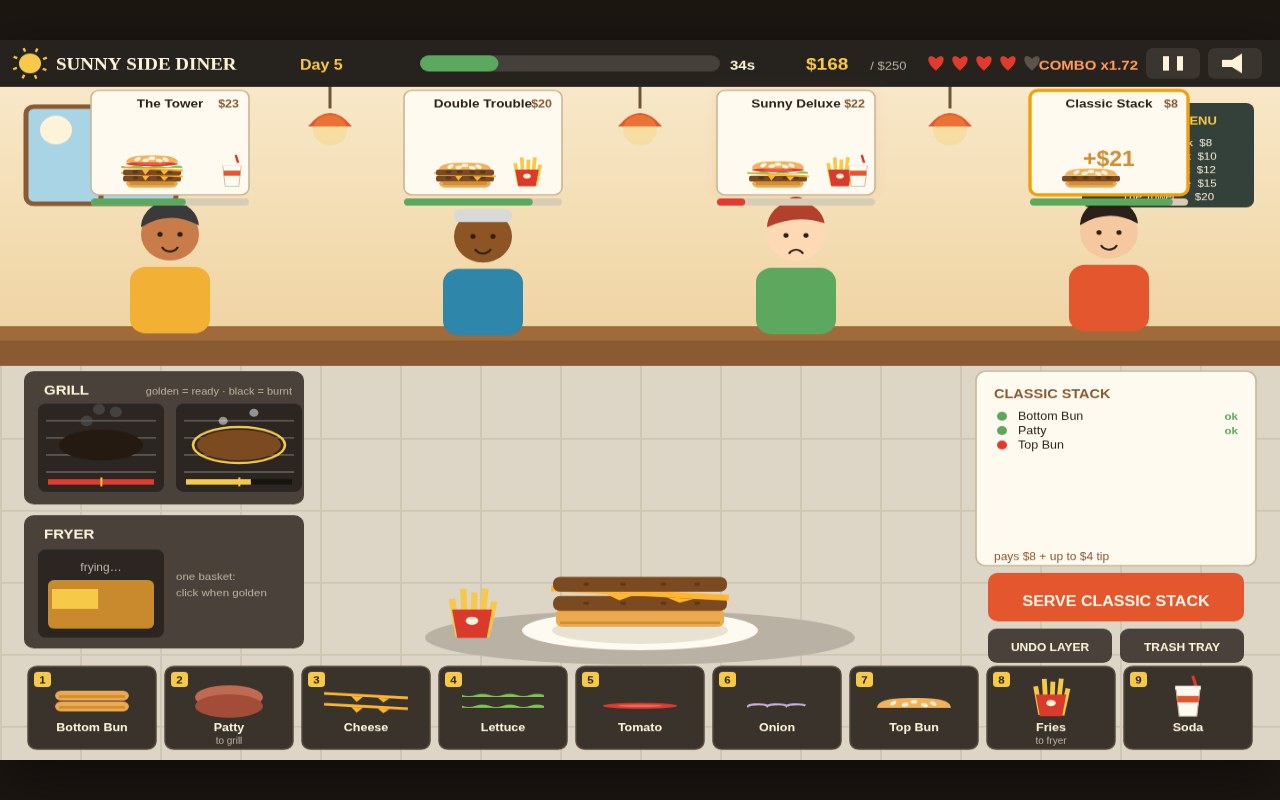 SUNNY SIDE DINER
Day 5
34s
$168 / $250
COMBO x1.72
The Tower $23
Double Trouble $20
Sunny Deluxe $22
Classic Stack $8
+$21
ENU
k $8
$10
$12
$15
$20
GRILL
golden = ready · black = burnt
FRYER
frying…
one basket:
click when golden
CLASSIC STACK
Bottom Bun ok
Patty ok
Top Bun
pays $8 + up to $4 tip
SERVE CLASSIC STACK
UNDO LAYER
TRASH TRAY
1
Bottom Bun
2
Patty
to grill
3
Cheese
4
Lettuce
5
Tomato
6
Onion
7
Top Bun
8
Fries
to fryer
9
Soda